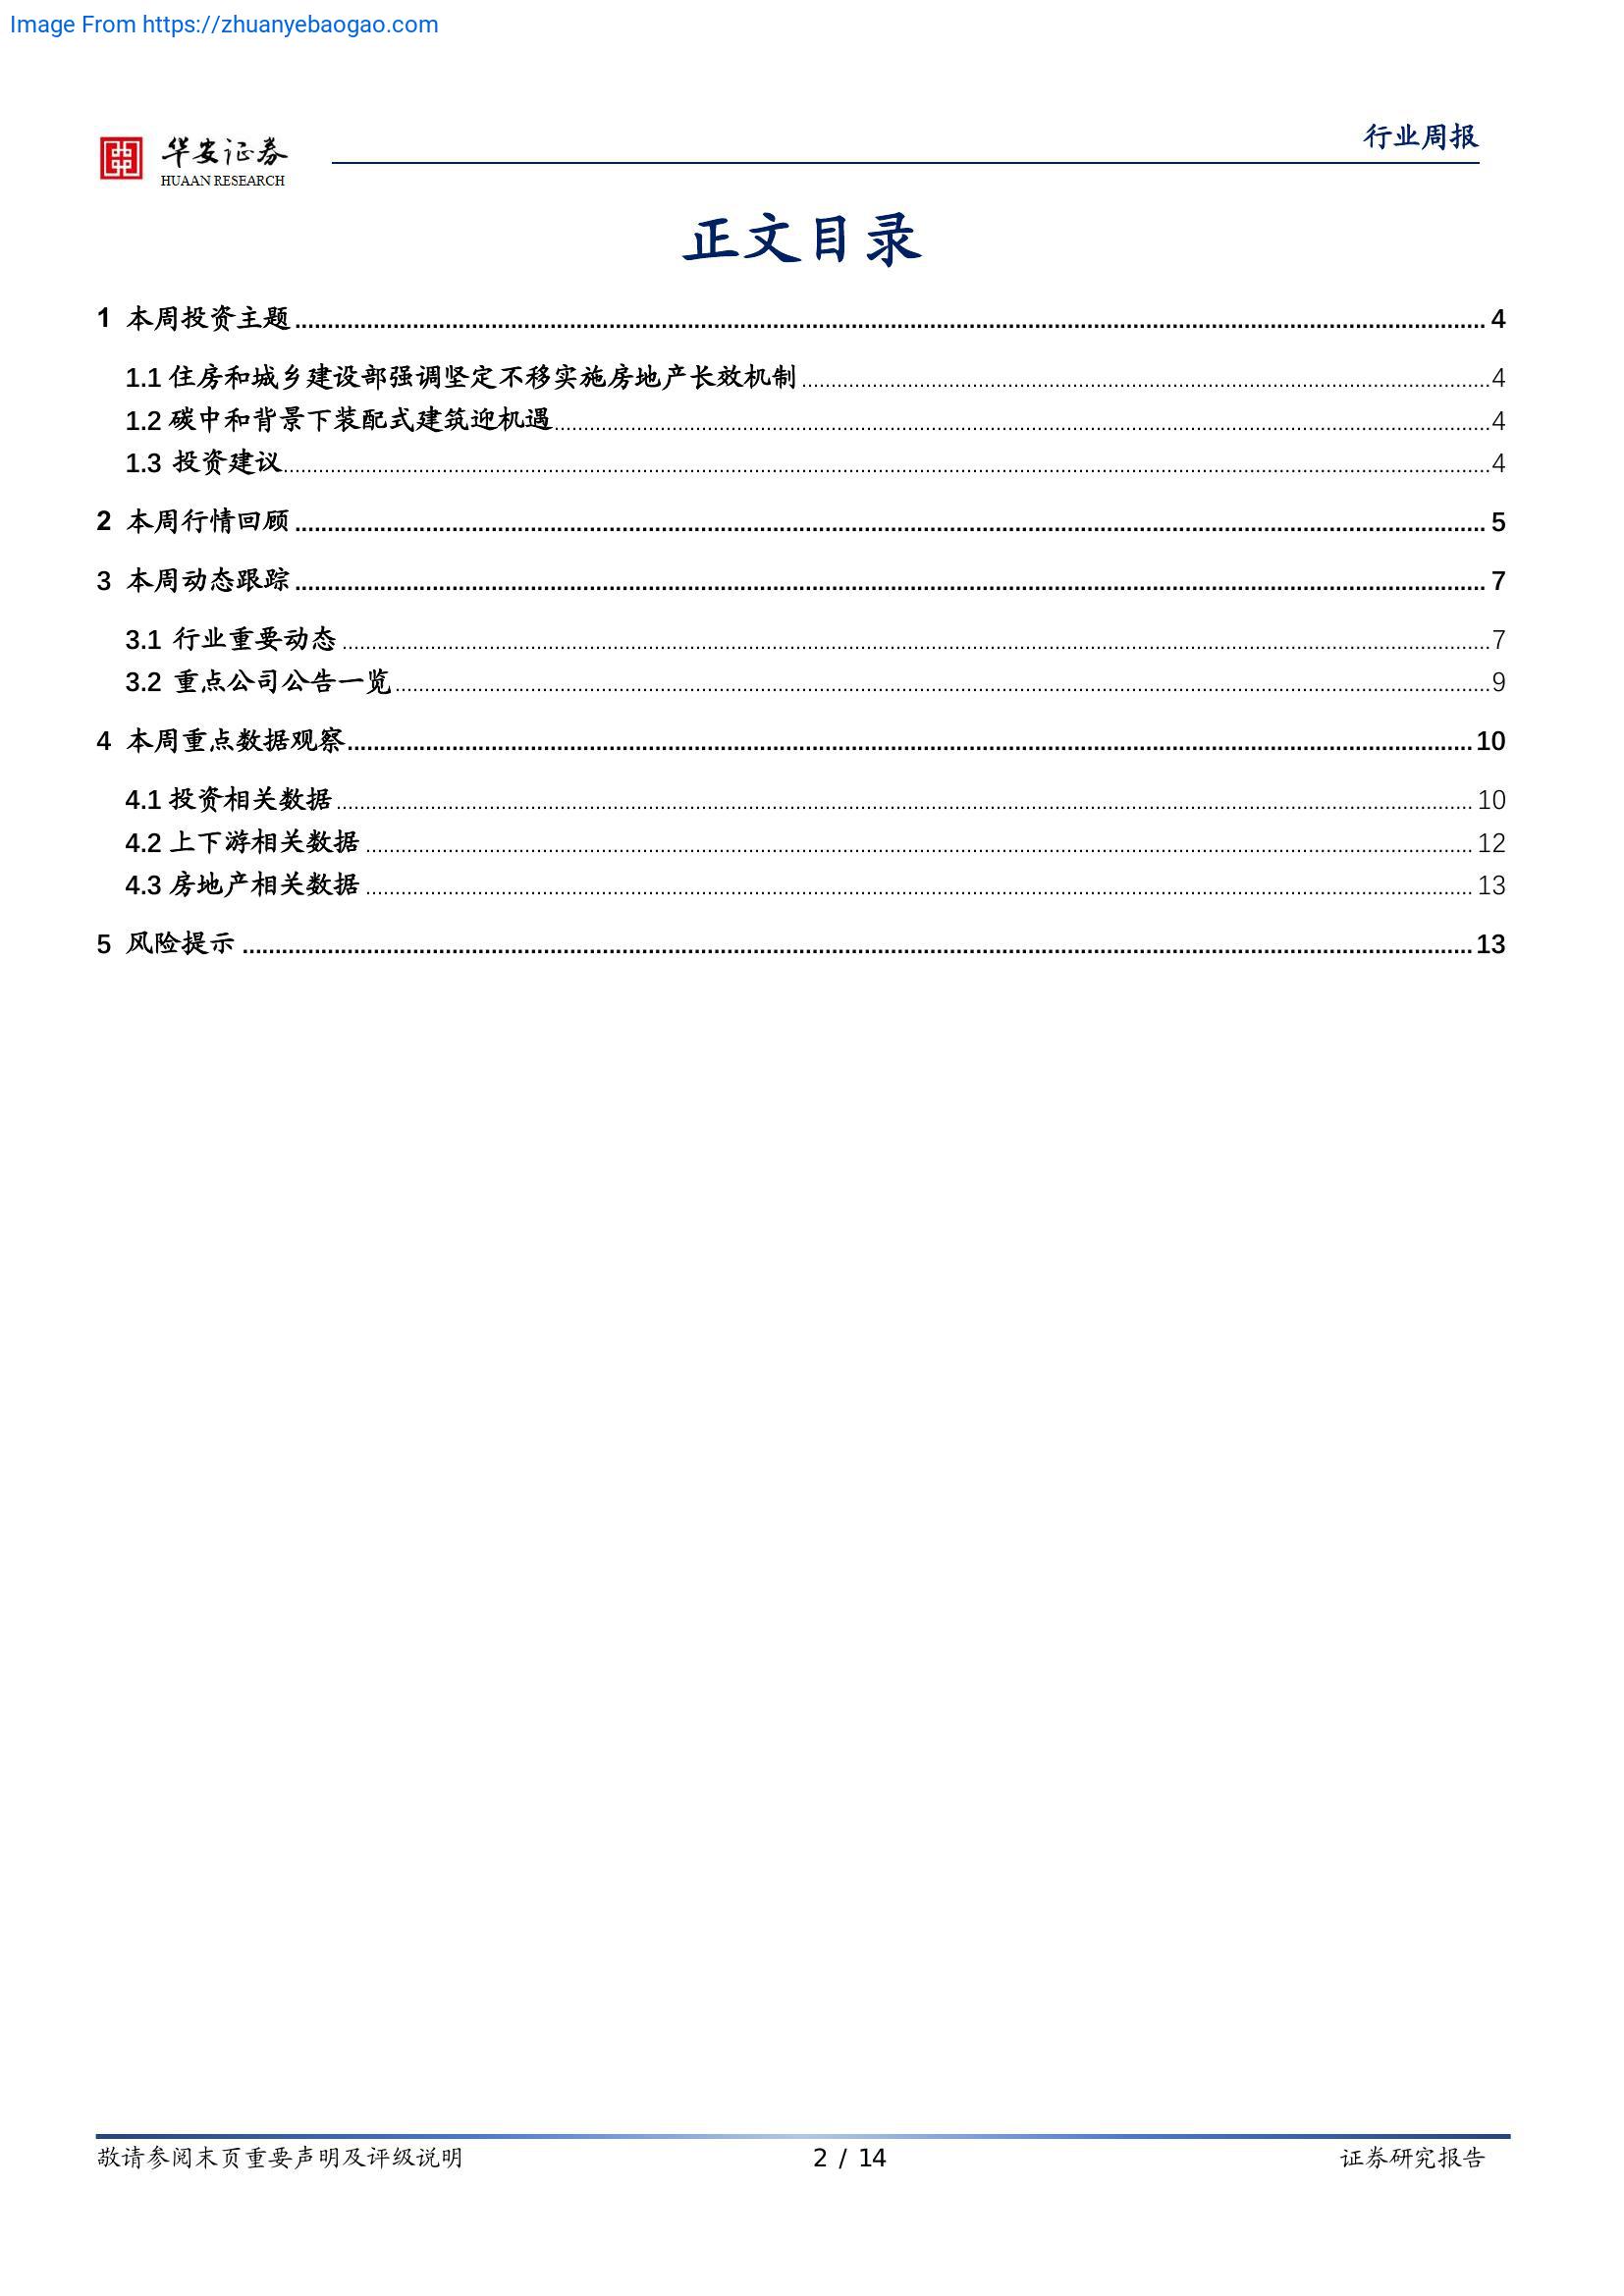 Image From https://zhuanyebaogao.com
行业周报
华安证券
HUAAN RESEARCH
正文目录
1 本周投资主题 4
1.1 住房和城乡建设部强调坚定不移实施房地产长效机制 4
1.2 碳中和背景下装配式建筑迎机遇 4
1.3 投资建议 4
2 本周行情回顾 5
3 本周动态跟踪 7
3.1 行业重要动态 7
3.2 重点公司公告一览 9
4 本周重点数据观察 10
4.1 投资相关数据 10
4.2 上下游相关数据 12
4.3 房地产相关数据 13
5 风险提示 13
敬请参阅末页重要声明及评级说明 2 / 14 证券研究报告